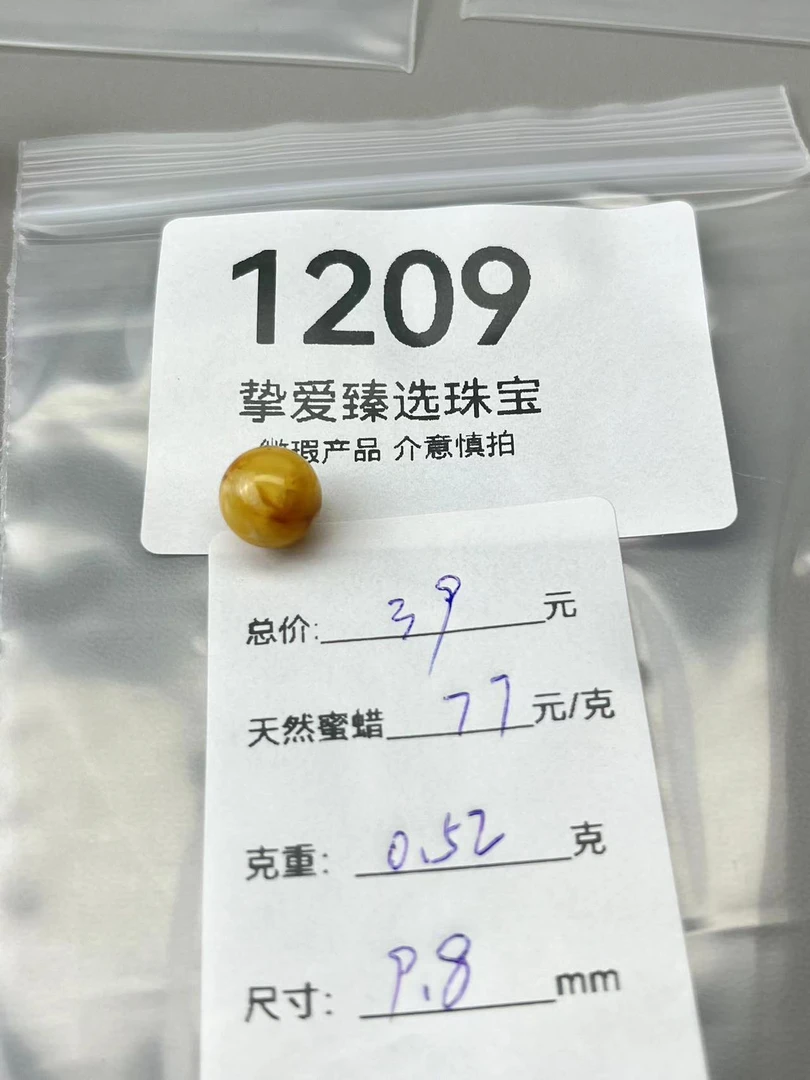 1209
挚爱臻选珠宝
微瑕产品 介意慎拍
总价: 39 元
天然蜜蜡 77 元/克
克重: 0.52 克
尺寸: 9.8 mm